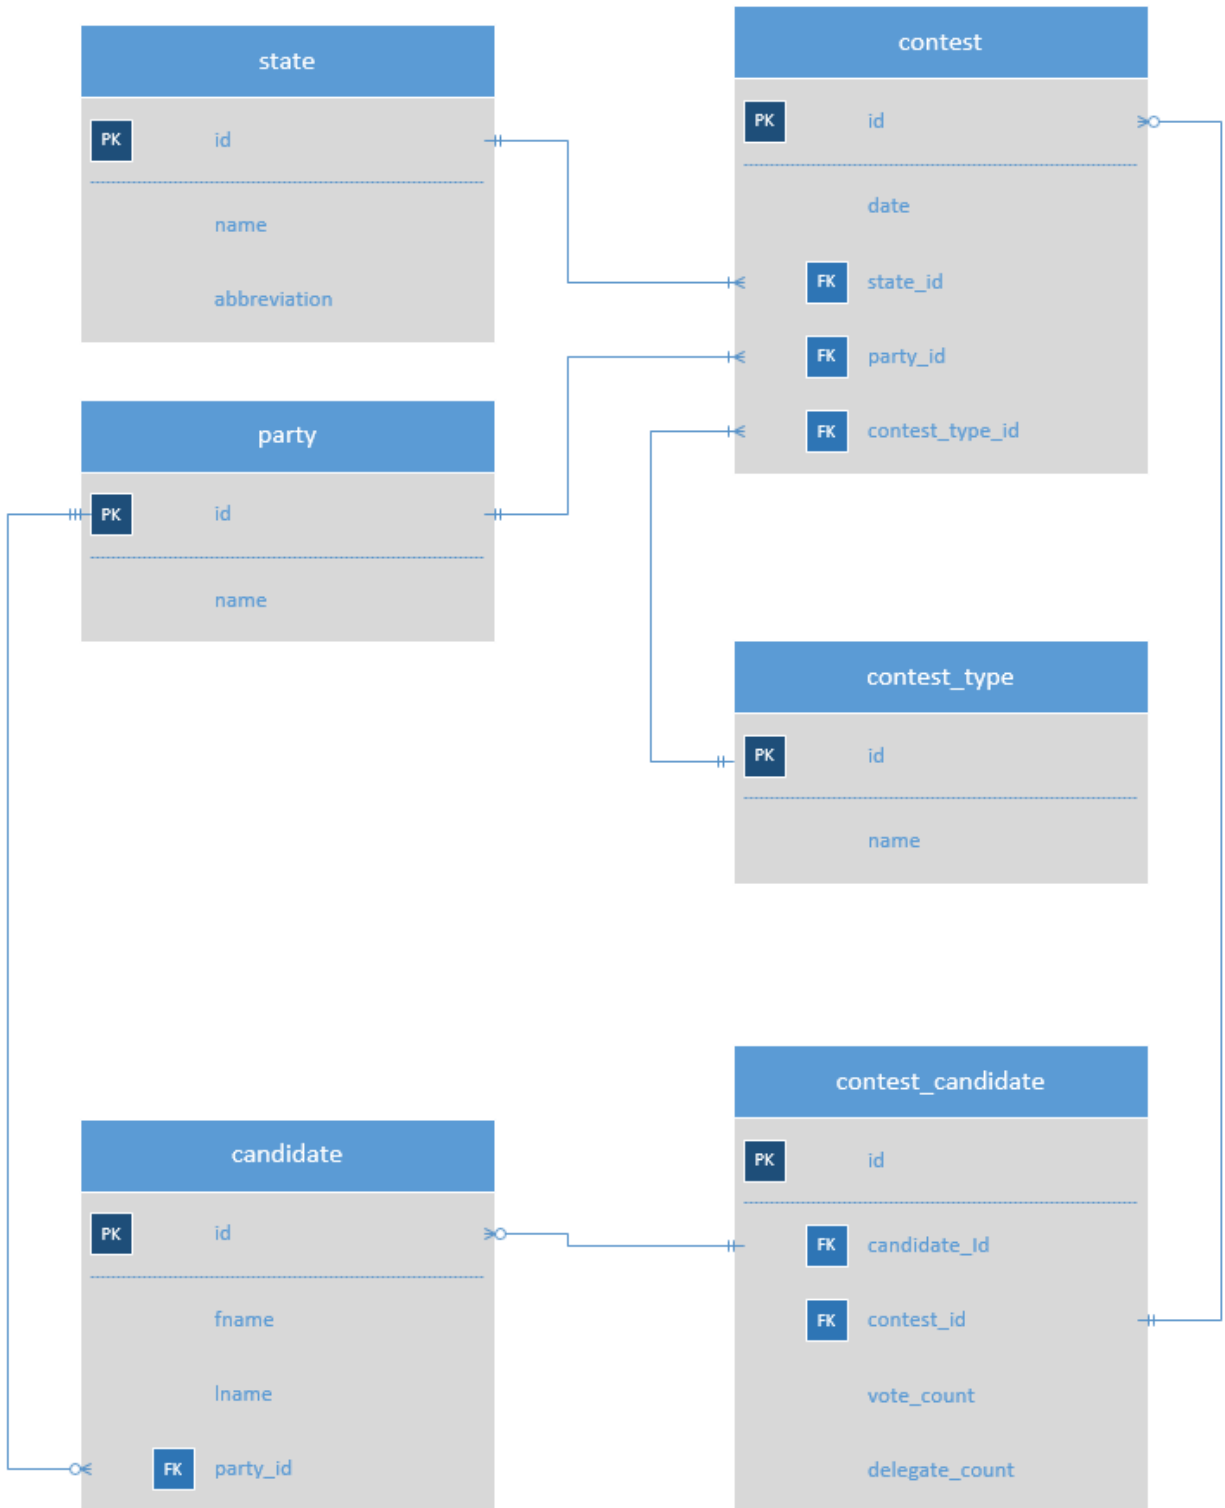 state
PK id
name
abbreviation
contest
PK id
date
FK state_id
FK party_id
FK contest_type_id
party
PK id
name
contest_type
PK id
name
candidate
PK id
fname
lname
FK party_id
contest_candidate
PK id
FK candidate_Id
FK contest_id
vote_count
delegate_count